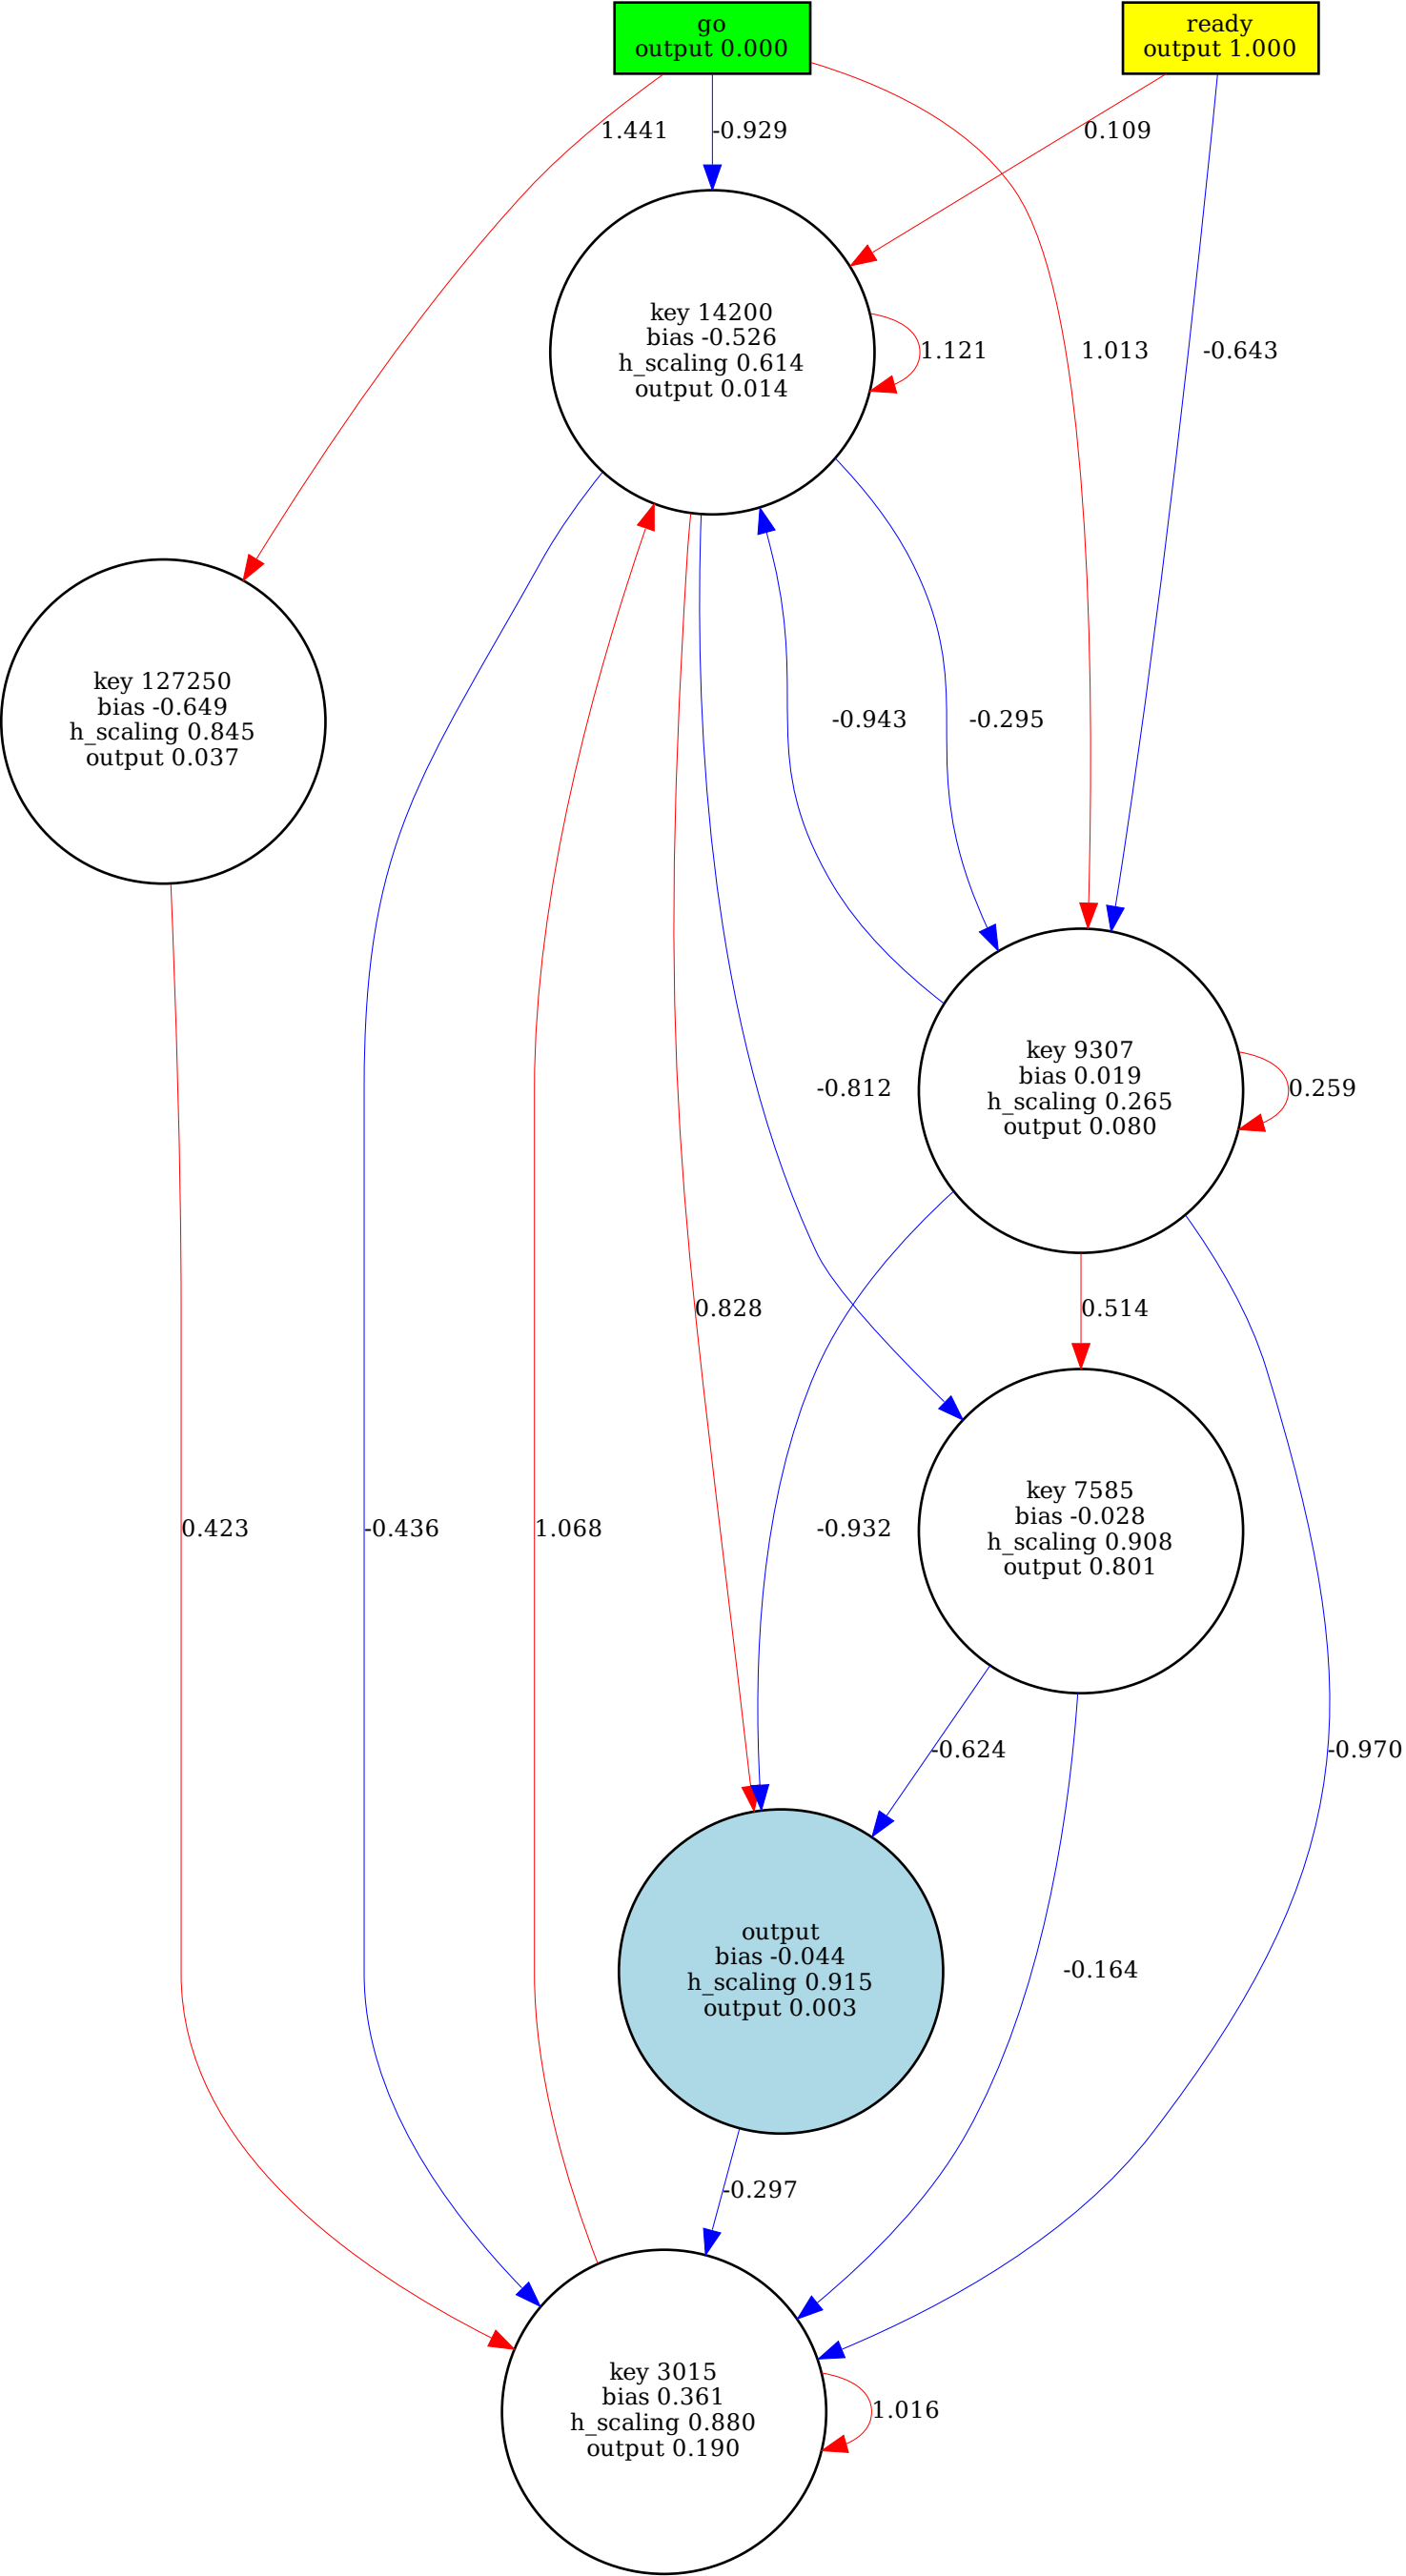 go
output 0.000
ready
output 1.000
1.441
-0.929
0.109
key 14200
bias -0.526
h_scaling 0.614
output 0.014
1.121
1.013
-0.643
key 127250
bias -0.649
h_scaling 0.845
output 0.037
-0.943
-0.295
key 9307
bias 0.019
h_scaling 0.265
output 0.080
-0.812
0.259
0.828
0.514
key 7585
bias -0.028
h_scaling 0.908
output 0.801
0.423
-0.436
1.068
-0.932
-0.624
-0.970
output
bias -0.044
h_scaling 0.915
output 0.003
-0.164
-0.297
key 3015
bias 0.361
h_scaling 0.880
output 0.190
1.016